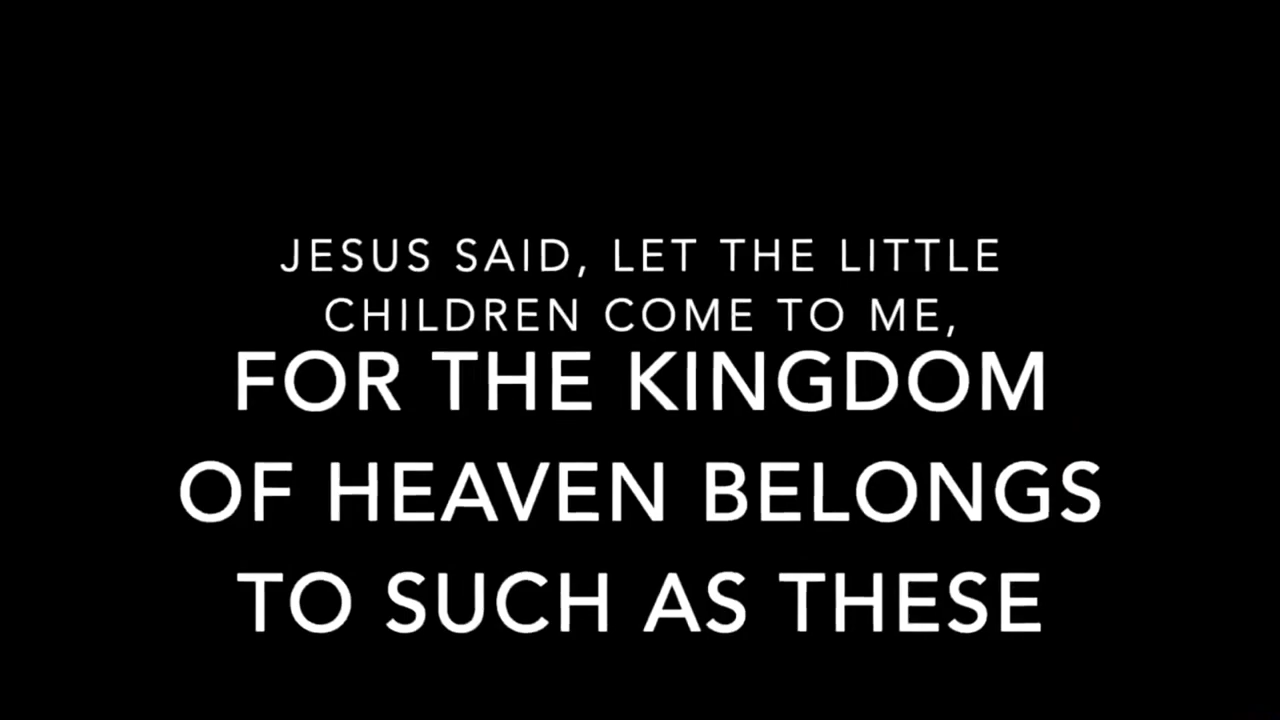 JESUS SAID, LET THE LITTLE
CHILDREN COME TO ME,
FOR THE KINGDOM
OF HEAVEN BELONGS
TO SUCH AS THESE